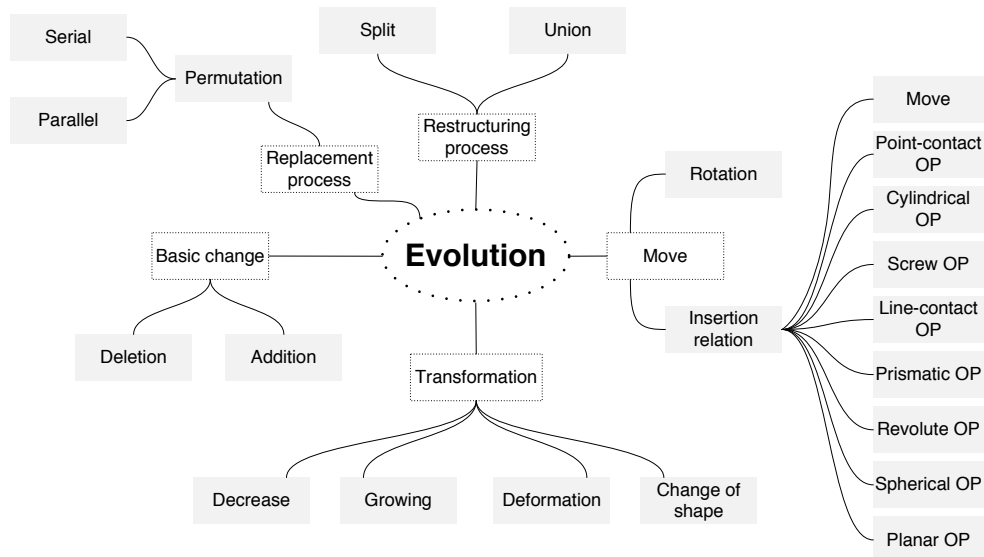 Serial
Parallel
Permutation
Split
Union
Replacement
process
Restructuring
process
Evolution
Basic change
Deletion
Addition
Transformation
Decrease
Growing
Deformation
Change of
shape
Move
Rotation
Insertion
relation
Move
Point-contact
OP
Cylindrical
OP
Screw OP
Line-contact
OP
Prismatic OP
Revolute OP
Spherical OP
Planar OP